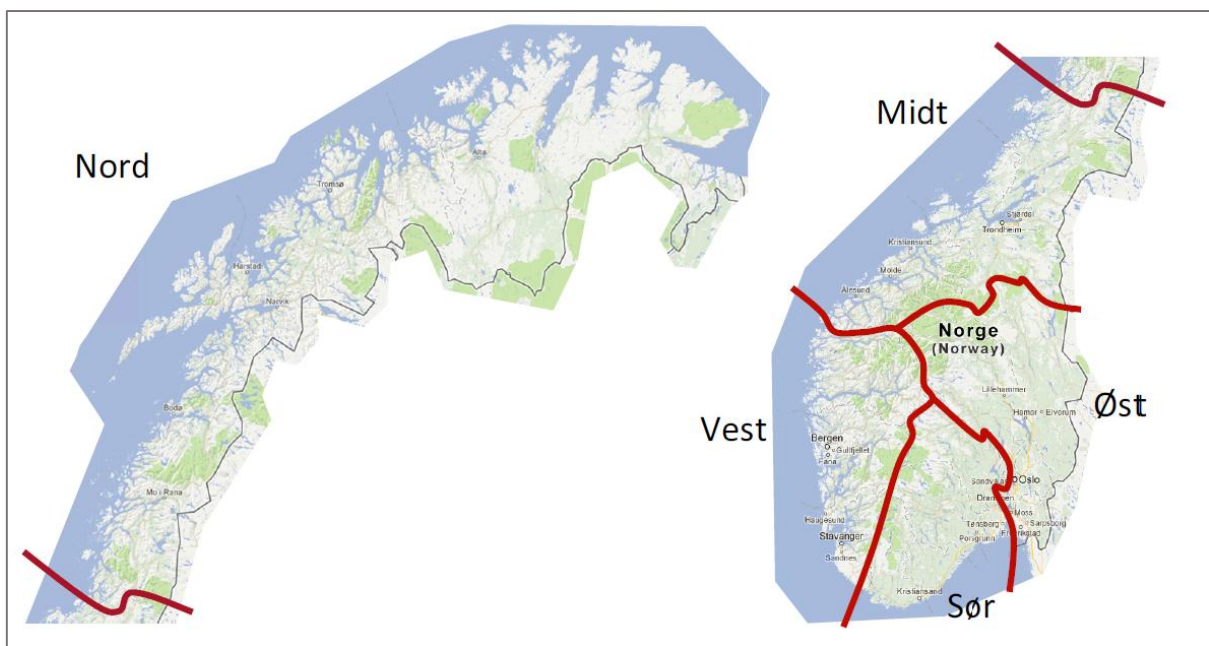 Nord
Alta
Tromsø
Harstad
Narvik
Bodø
Mo i Rana
Midt
Stjørdal
Trondheim
Kristiansund
Molde
Ålesund
Norge
(Norway)
Lillehammer
Hamar
Elverum
Øst
Vest
Bergen
Gullfjellet
Fana
Oslo
Drammen
Moss
Haugesund
Tønsberg
Sarpsborg
Fredrikstad
Stavanger
Porsgrunn
Sandnes
Kristiansand
Sør